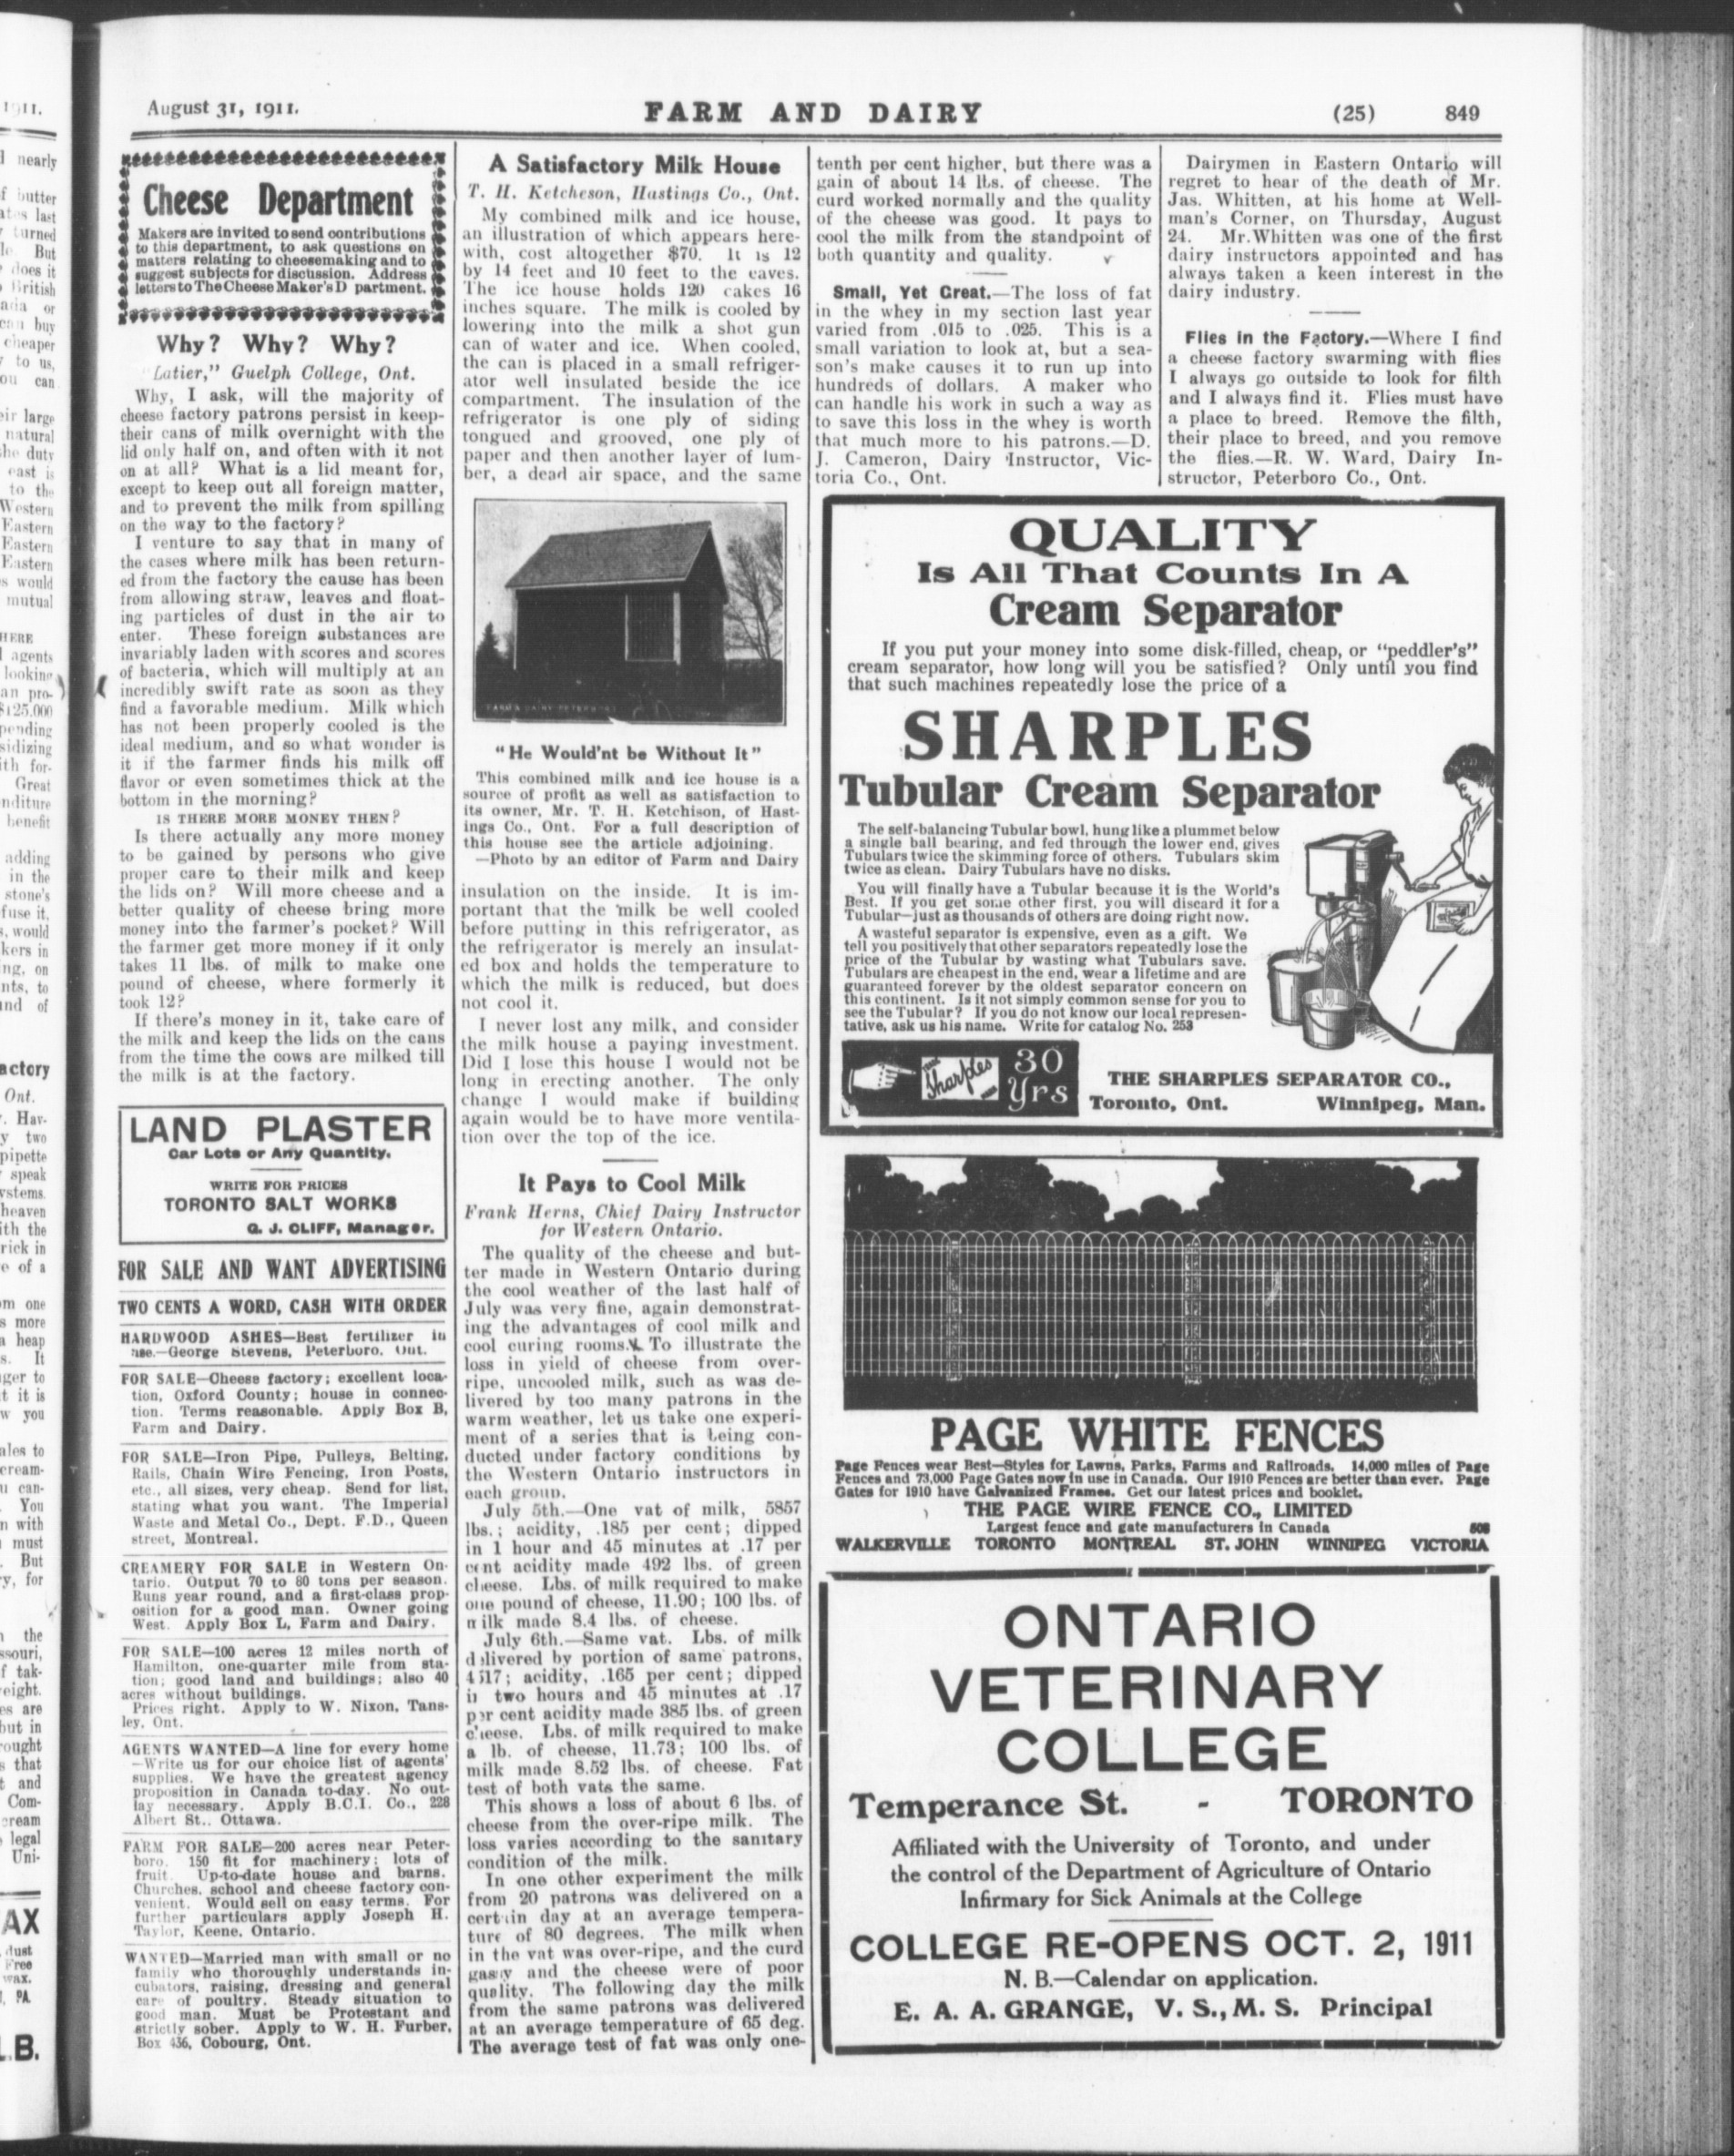 August 31, 1911.
FARM AND DAIRY
(25) 849
Cheese Department
Makers are invited to send contributions
to this department, to ask questions on
matters relating to cheesemaking and to
suggest subjects for discussion. Address
letters to The Cheese Maker's D partment.
Why? Why? Why?
"Latier," Guelph College, Ont.
Why, I ask, will the majority of
cheese factory patrons persist in keep-
their cans of milk overnight with the
lid only half on, and often with it not
on at all? What is a lid meant for,
except to keep out all foreign matter,
and to prevent the milk from spilling
on the way to the factory?
I venture to say that in many of
the cases where milk has been return-
ed from the factory the cause has been
from allowing straw, leaves and float-
ing particles of dust in the air to
enter. These foreign substances are
invariably laden with scores and scores
of bacteria, which will multiply at an
incredibly swift rate as soon as they
find a favorable medium. Milk which
has not been properly cooled is the
ideal medium, and so what wonder is
it if the farmer finds his milk off
flavor or even sometimes thick at the
bottom in the morning?
IS THERE MORE MONEY THEN?
Is there actually any more money
to be gained by persons who give
proper care to their milk and keep
the lids on? Will more cheese and a
better quality of cheese bring more
money into the farmer's pocket? Will
the farmer get more money if it only
takes 11 lbs. of milk to make one
pound of cheese, where formerly it
took 12?
If there's money in it, take care of
the milk and keep the lids on the cans
from the time the cows are milked till
the milk is at the factory.
LAND PLASTER
Car Lots or Any Quantity.
WRITE FOR PRICES
TORONTO SALT WORKS
G. J. CLIFF, Manager.
FOR SALE AND WANT ADVERTISING
TWO CENTS A WORD, CASH WITH ORDER
HARDWOOD ASHES—Best fertilizer in
use.—George Stevens, Peterboro, Ont.
FOR SALE—Cheese factory; excellent loca-
tion, Oxford County; house in connec-
tion. Terms reasonable. Apply Box B,
Farm and Dairy.
FOR SALE—Iron Pipe, Pulleys, Belting,
Rails, Chain Wire Fencing, Iron Posts,
etc., all sizes, very cheap. Send for list,
stating what you want. The Imperial
Waste and Metal Co., Dept. F.D., Queen
street, Montreal.
CREAMERY FOR SALE in Western On-
tario. Output 70 to 80 tons per season.
Runs year round, and a first-class prop-
osition for a good man. Owner going
West. Apply Box L, Farm and Dairy.
FOR SALE—100 acres 12 miles north of
Hamilton, one-quarter mile from sta-
tion; good land and buildings; also 40
acres without buildings.
Prices right. Apply to W. Nixon, Tans-
ley, Ont.
AGENTS WANTED—A line for every home
—Write us for our choice list of agents'
supplies. We have the greatest agency
proposition in Canada to-day. No out-
lay necessary. Apply B.C.I. Co., 228
Albert St., Ottawa.
FARM FOR SALE—200 acres near Peter-
boro. 150 fit for machinery; lots of
fruit. Up-to-date house and barns.
Churches, school and cheese factory con-
venient. Would sell on easy terms. For
further particulars apply Joseph H.
Taylor, Keene, Ontario.
WANTED—Married man with small or no
family who thoroughly understands in-
cubators, raising, dressing and general
care of poultry. Steady situation to
good man. Must be Protestant and
strictly sober. Apply to W. H. Furber,
Box 436, Cobourg, Ont.
A Satisfactory Milk House
T. H. Ketcheson, Hastings Co., Ont.
My combined milk and ice house,
an illustration of which appears here-
with, cost altogether $70. It is 12
by 14 feet and 10 feet to the eaves.
The ice house holds 120 cakes 16
inches square. The milk is cooled by
lowering into the milk a shot gun
can of water and ice. When cooled,
the can is placed in a small refriger-
ator well insulated beside the ice
compartment. The insulation of the
refrigerator is one ply of siding
tongued and grooved, one ply of
paper and then another layer of lum-
ber, a dead air space, and the same
"He Would'nt be Without It"
This combined milk and ice house is a
source of profit as well as satisfaction to
its owner, Mr. T. H. Ketchison, of Hast-
ings Co., Ont. For a full description of
this house see the article adjoining.
—Photo by an editor of Farm and Dairy
insulation on the inside. It is im-
portant that the milk be well cooled
before putting in this refrigerator, as
the refrigerator is merely an insulat-
ed box and holds the temperature to
which the milk is reduced, but does
not cool it.
I never lost any milk, and consider
the milk house a paying investment.
Did I lose this house I would not be
long in erecting another. The only
change I would make if building
again would be to have more ventila-
tion over the top of the ice.
It Pays to Cool Milk
Frank Herns, Chief Dairy Instructor
for Western Ontario.
The quality of the cheese and but-
ter made in Western Ontario during
the cool weather of the last half of
July was very fine, again demonstrat-
ing the advantages of cool milk and
cool curing rooms. To illustrate the
loss in yield of cheese from over-
ripe, uncooled milk, such as was de-
livered by too many patrons in the
warm weather, let us take one experi-
ment of a series that is being con-
ducted under factory conditions by
the Western Ontario instructors in
each group.
July 5th.—One vat of milk, 5857
lbs.; acidity, .185 per cent; dipped
in 1 hour and 45 minutes at .17 per
cent acidity made 492 lbs. of green
cheese. Lbs. of milk required to make
one pound of cheese, 11.90; 100 lbs. of
milk made 8.4 lbs. of cheese.
July 6th.—Same vat. Lbs. of milk
delivered by portion of same patrons,
4517; acidity, .165 per cent; dipped
in two hours and 45 minutes at .17
per cent acidity made 385 lbs. of green
cheese. Lbs. of milk required to make
a lb. of cheese, 11.73; 100 lbs. of
milk made 8.52 lbs. of cheese. Fat
test of both vats the same.
This shows a loss of about 6 lbs. of
cheese from the over-ripe milk. The
loss varies according to the sanitary
condition of the milk.
In one other experiment the milk
from 20 patrons was delivered on a
certain day at an average tempera-
ture of 80 degrees. The milk when
in the vat was over-ripe, and the curd
gassy and the cheese were of poor
quality. The following day the milk
from the same patrons was delivered
at an average temperature of 65 deg.
The average test of fat was only one-
tenth per cent higher, but there was a
gain of about 14 lbs. of cheese. The
curd worked normally and the quality
of the cheese was good. It pays to
cool the milk from the standpoint of
both quantity and quality.
Small, Yet Great.—The loss of fat
in the whey in my section last year
varied from .015 to .025. This is a
small variation to look at, but a sea-
son's make causes it to run up into
hundreds of dollars. A maker who
can handle his work in such a way as
to save this loss in the whey is worth
that much more to his patrons.—D.
J. Cameron, Dairy Instructor, Vic-
toria Co., Ont.
Dairymen in Eastern Ontario will
regret to hear of the death of Mr.
Jas. Whitten, at his home at Well-
man's Corner, on Thursday, August
24. Mr.Whitten was one of the first
dairy instructors appointed and has
always taken a keen interest in the
dairy industry.
Flies in the Factory.—Where I find
a cheese factory swarming with flies
I always go outside to look for filth
and I always find it. Flies must have
a place to breed. Remove the filth,
their place to breed, and you remove
the flies.—R. W. Ward, Dairy In-
structor, Peterboro Co., Ont.
QUALITY
Is All That Counts In A
Cream Separator
If you put your money into some disk-filled, cheap, or "peddler's"
cream separator, how long will you be satisfied? Only until you find
that such machines repeatedly lose the price of a
SHARPLES
Tubular Cream Separator
The self-balancing Tubular bowl, hung like a plummet below
a single ball bearing, and fed through the lower end, gives
Tubulars twice the skimming force of others. Tubulars skim
twice as clean. Dairy Tubulars have no disks.
You will finally have a Tubular because it is the World's
Best. If you get some other first, you will discard it for a
Tubular—just as thousands of others are doing right now.
A wasteful separator is expensive, even as a gift. We
tell you positively that other separators repeatedly lose the
price of the Tubular by wasting what Tubulars save.
Tubulars are cheapest in the end, wear a lifetime and are
guaranteed forever by the oldest separator concern on
this continent. Is it not simply common sense for you to
see the Tubular? If you do not know our local represen-
tative, ask us his name. Write for catalog No. 253
Sharples
30 Yrs
THE SHARPLES SEPARATOR CO.,
Toronto, Ont. Winnipeg, Man.
PAGE WHITE FENCES
Page Fences wear Best—Styles for Lawns, Parks, Farms and Railroads. 14,000 miles of Page
Fences and 73,000 Page Gates now in use in Canada. Our 1910 Fences are better than ever. Page
Gates for 1910 have Galvanized Frames. Get our latest prices and booklet.
THE PAGE WIRE FENCE CO., LIMITED
Largest fence and gate manufacturers in Canada 508
WALKERVILLE TORONTO MONTREAL ST. JOHN WINNIPEG VICTORIA
ONTARIO
VETERINARY
COLLEGE
Temperance St. - TORONTO
Affiliated with the University of Toronto, and under
the control of the Department of Agriculture of Ontario
Infirmary for Sick Animals at the College
COLLEGE RE-OPENS OCT. 2, 1911
N. B.—Calendar on application.
E. A. A. GRANGE, V. S., M. S. Principal